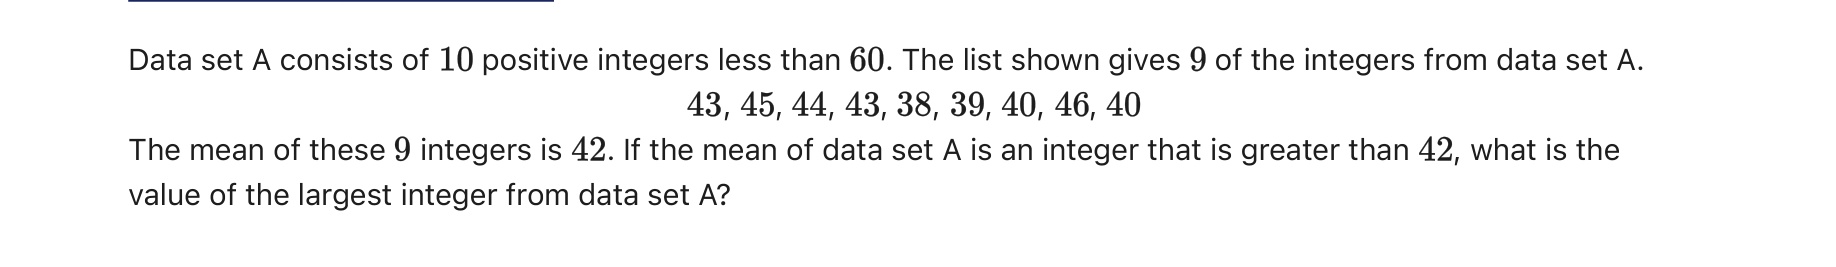 Data set A consists of 10 positive integers less than 60. The list shown gives 9 of the integers from data set A.
43, 45, 44, 43, 38, 39, 40, 46, 40
The mean of these 9 integers is 42. If the mean of data set A is an integer that is greater than 42, what is the
value of the largest integer from data set A?